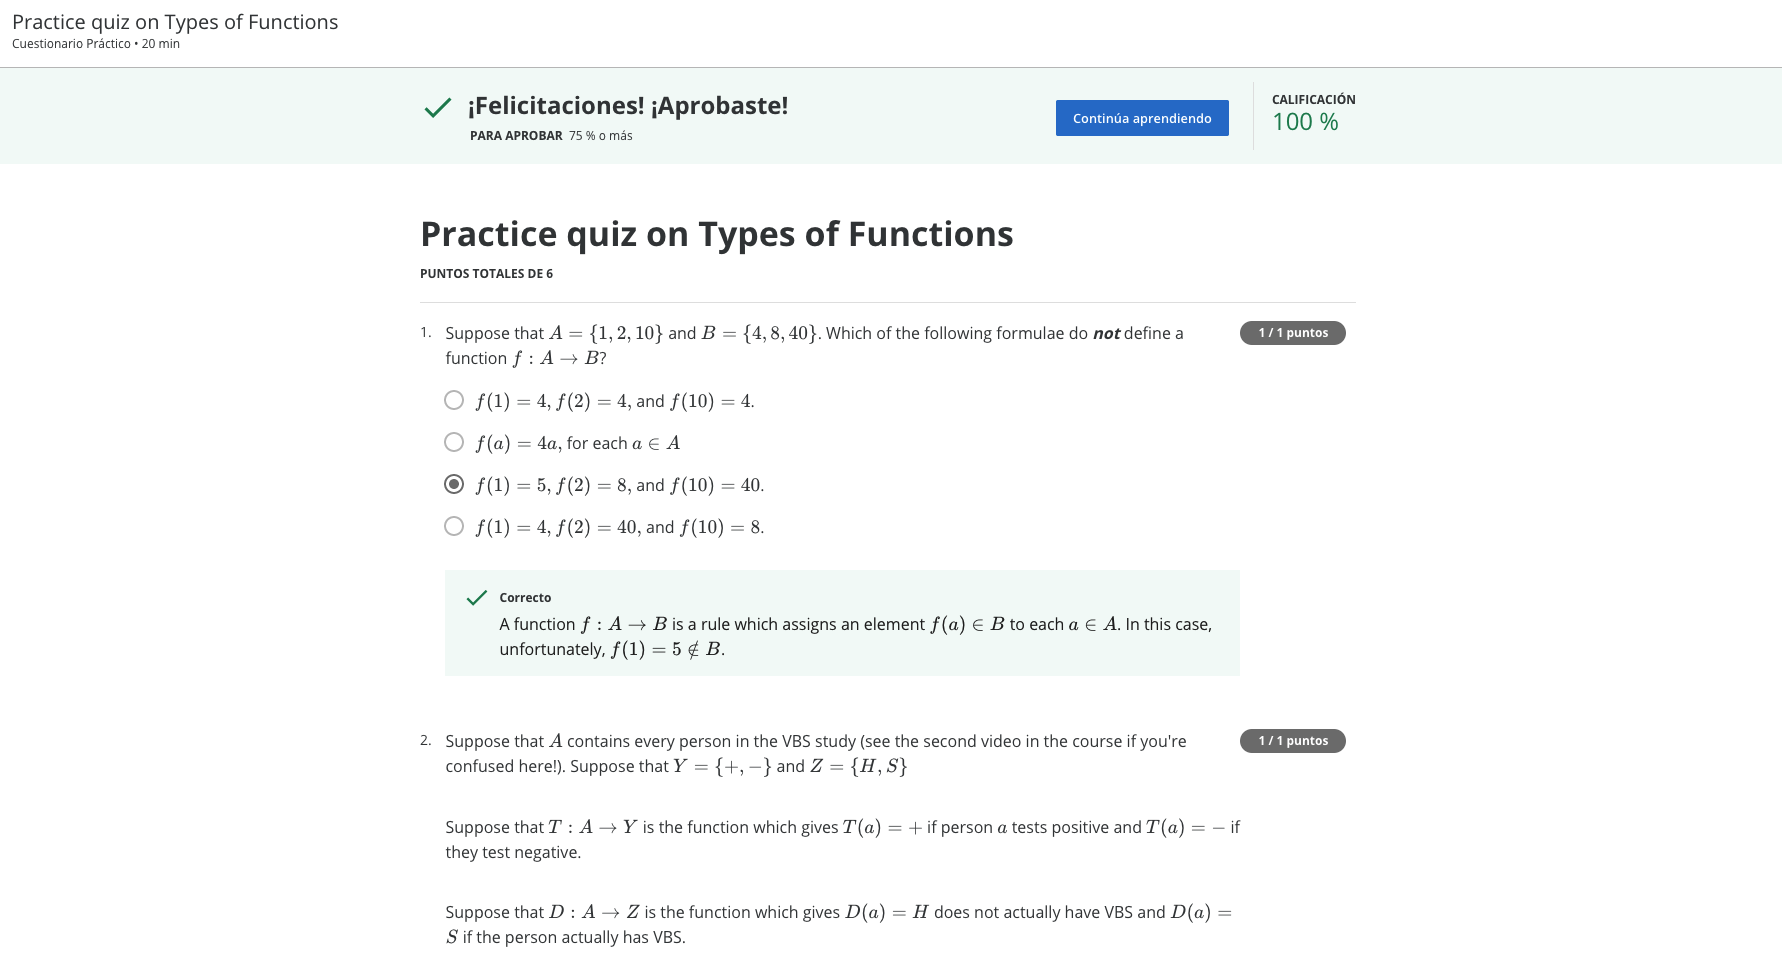 Practice quiz on Types of Functions
Cuestionario Práctico • 20 min
¡Felicitaciones! ¡Aprobaste!
PARA APROBAR 75 % o más
Continúa aprendiendo
CALIFICACIÓN
100 %
Practice quiz on Types of Functions
PUNTOS TOTALES DE 6
1. Suppose that A = {1, 2, 10} and B = {4, 8, 40}. Which of the following formulae do not define a
function f : A → B?
1 / 1 puntos
f(1) = 4, f(2) = 4, and f(10) = 4.
f(a) = 4a, for each a ∈ A
f(1) = 5, f(2) = 8, and f(10) = 40.
f(1) = 4, f(2) = 40, and f(10) = 8.
Correcto
A function f : A → B is a rule which assigns an element f(a) ∈ B to each a ∈ A. In this case,
unfortunately, f(1) = 5 ∉ B.
2. Suppose that A contains every person in the VBS study (see the second video in the course if you're
confused here!). Suppose that Y = {+, −} and Z = {H, S}
1 / 1 puntos
Suppose that T : A → Y is the function which gives T(a) = + if person a tests positive and T(a) = − if
they test negative.
Suppose that D : A → Z is the function which gives D(a) = H does not actually have VBS and D(a) =
S if the person actually has VBS.